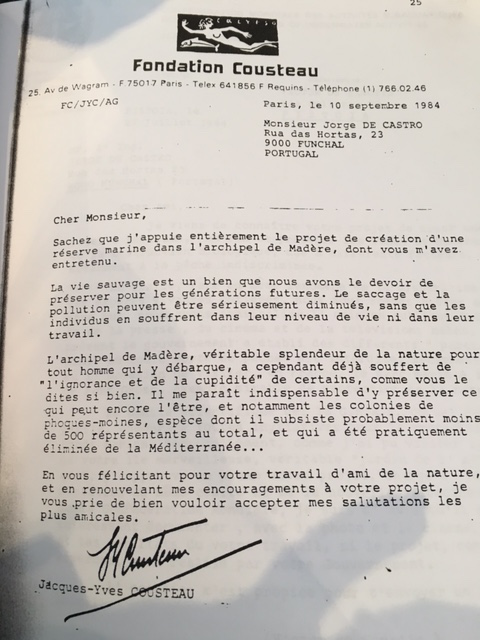 25
CALYPSO
Fondation Cousteau
25. Av de Wagram - F 75017 Paris - Telex 641856 F Requins - Téléphone (1) 766.02.46
FC/JYC/AG
Paris, le 10 septembre 1984
Monsieur Jorge DE CASTRO
Rua das Hortas, 23
9000 FUNCHAL
PORTUGAL
Cher Monsieur,
Sachez que j'appuie entièrement le projet de création d'une
réserve marine dans l'archipel de Madère, dont vous m'avez
entretenu.
La vie sauvage est un bien que nous avons le devoir de
préserver pour les générations futures. Le saccage et la
pollution peuvent être sérieusement diminués, sans que les
individus en souffrent dans leur niveau de vie ni dans leur
travail.
L'archipel de Madère, véritable splendeur de la nature pour
tout homme qui y débarque, a cependant déjà souffert de
"l'ignorance et de la cupidité" de certains, comme vous le
dites si bien. Il me paraît indispensable d'y préserver ce
qui peut encore l'être, et notamment les colonies de
phoques-moines, espèce dont il subsiste probablement moins
de 500 réprésentants au total, et qui a été pratiquement
éliminée de la Méditerranée...
En vous félicitant pour votre travail d'ami de la nature,
et en renouvelant mes encouragements à votre projet, je
vous prie de bien vouloir accepter mes salutations les
plus amicales.
JYCousteau
Jacques-Yves COUSTEAU